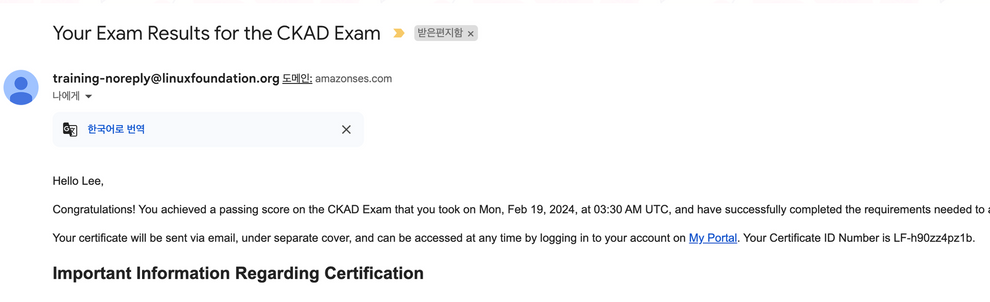 Your Exam Results for the CKAD Exam 받은편지함 ×
training-noreply@linuxfoundation.org 도메인: amazonses.com
나에게
한국어로 번역
Hello Lee,
Congratulations! You achieved a passing score on the CKAD Exam that you took on Mon, Feb 19, 2024, at 03:30 AM UTC, and have successfully completed the requirements needed to
Your certificate will be sent via email, under separate cover, and can be accessed at any time by logging in to your account on My Portal. Your Certificate ID Number is LF-h90zz4pz1b.
Important Information Regarding Certification